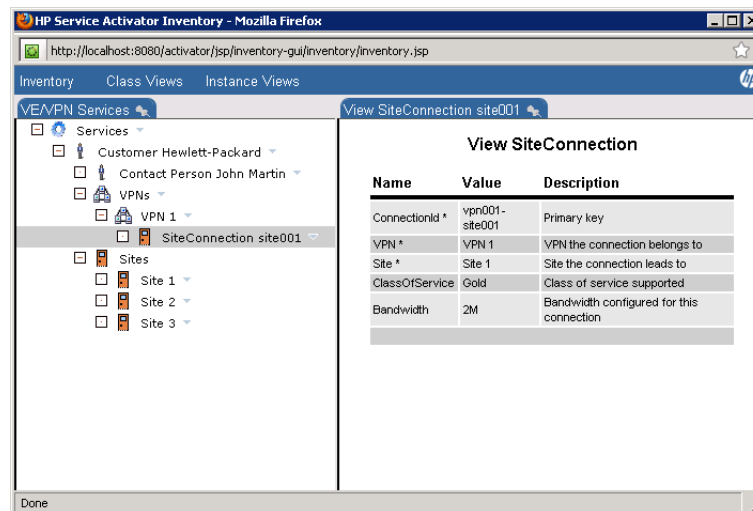 HP Service Activator Inventory - Mozilla Firefox
http://localhost:8080/activator/jsp/inventory-gui/inventory/inventory.jsp
Inventory Class Views Instance Views
hp
VE/VPN Services
Services
Customer Hewlett-Packard
Contact Person John Martin
VPNs
VPN 1
SiteConnection site001
Sites
Site 1
Site 2
Site 3
View SiteConnection site001
View SiteConnection
Name Value Description
ConnectionId * vpn001-
site001 Primary key
VPN * VPN 1 VPN the connection belongs to
Site * Site 1 Site the connection leads to
ClassOfService Gold Class of service supported
Bandwidth 2M Bandwidth configured for this
connection
Done